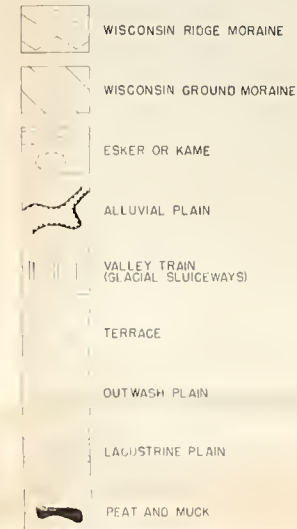 WISCONSIN RIDGE MORAINE
WISCONSIN GROUND MORAINE
ESKER OR KAME
ALLUVIAL PLAIN
VALLEY TRAIN
(GLACIAL SLUICEWAYS)
TERRACE
OUTWASH PLAIN
LACUSTRINE PLAIN
PEAT AND MUCK